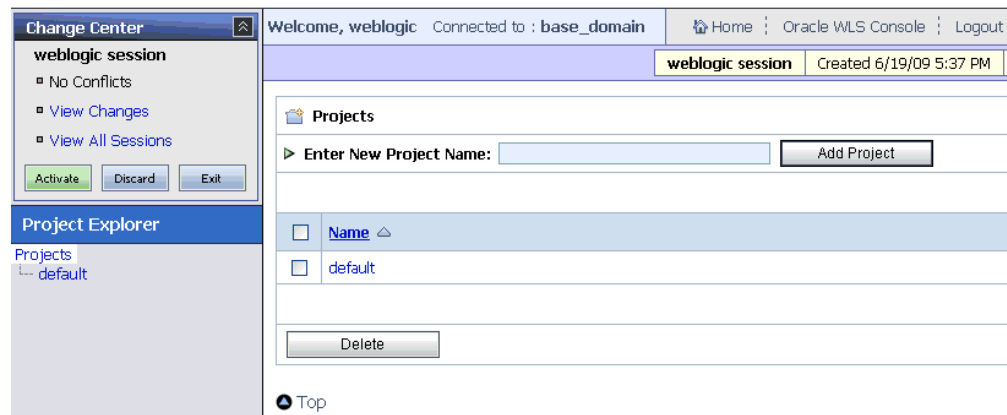 Change Center
weblogic session
No Conflicts
View Changes
View All Sessions
Activate Discard Exit
Project Explorer
Projects
default
Welcome, weblogic Connected to : base_domain Home Oracle WLS Console Logout
weblogic session Created 6/19/09 5:37 PM
Projects
Enter New Project Name: Add Project
Name
default
Delete
Top